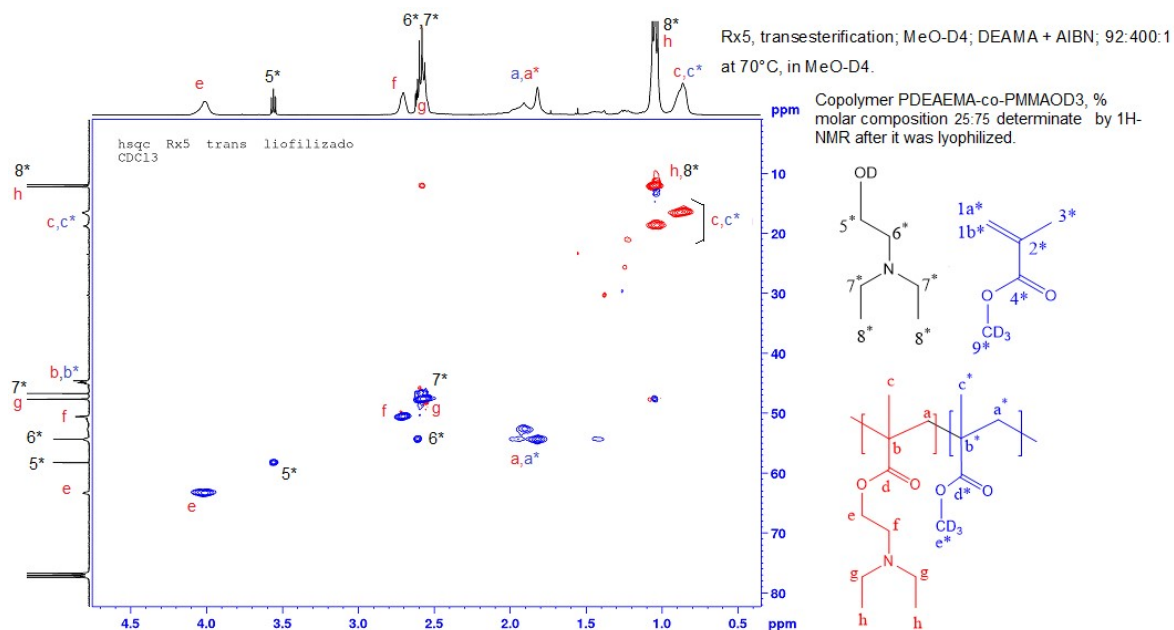 6*,7*
8*
h
5*
f
g
a,a*
c,c*
e
ppm
Rx5, transesterification; MeO-D4; DEAMA + AIBN; 92:400:1
at 70°C, in MeO-D4.
Copolymer PDEAEMA-co-PMMAOD3, %
molar composition 25:75 determinate by 1H-
NMR after it was lyophilized.
hsqc Rx5 trans liofilizado
CDCl3
8*
h
c,c*
b,b*
7*
g
f
6*
5*
e
h,8*
c,c*
7*
f
g
6*
a,a*
5*
e
10
20
30
40
50
60
70
80
ppm
4.5 4.0 3.5 3.0 2.5 2.0 1.5 1.0 0.5
ppm
OD
5*
6*
N
7* 7*
8* 8*
1a*
1b*
3*
2*
O
4*
O
CD3
9*
c
a
b
c*
a*
b*
O
d
O
O
d*
O
CD3
e*
e
f
N
g g
h h